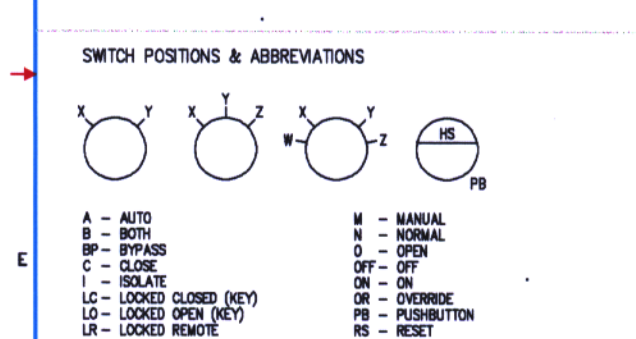 SWITCH POSITIONS & ABBREVIATIONS
X Y X Y Z W X Y Z HS PB
A - AUTO
B - BOTH
BP - BYPASS
C - CLOSE
I - ISOLATE
LC - LOCKED CLOSED (KEY)
LO - LOCKED OPEN (KEY)
LR - LOCKED REMOTE
M - MANUAL
N - NORMAL
O - OPEN
OFF - OFF
ON - ON
OR - OVERRIDE
PB - PUSHBUTTON
RS - RESET
E